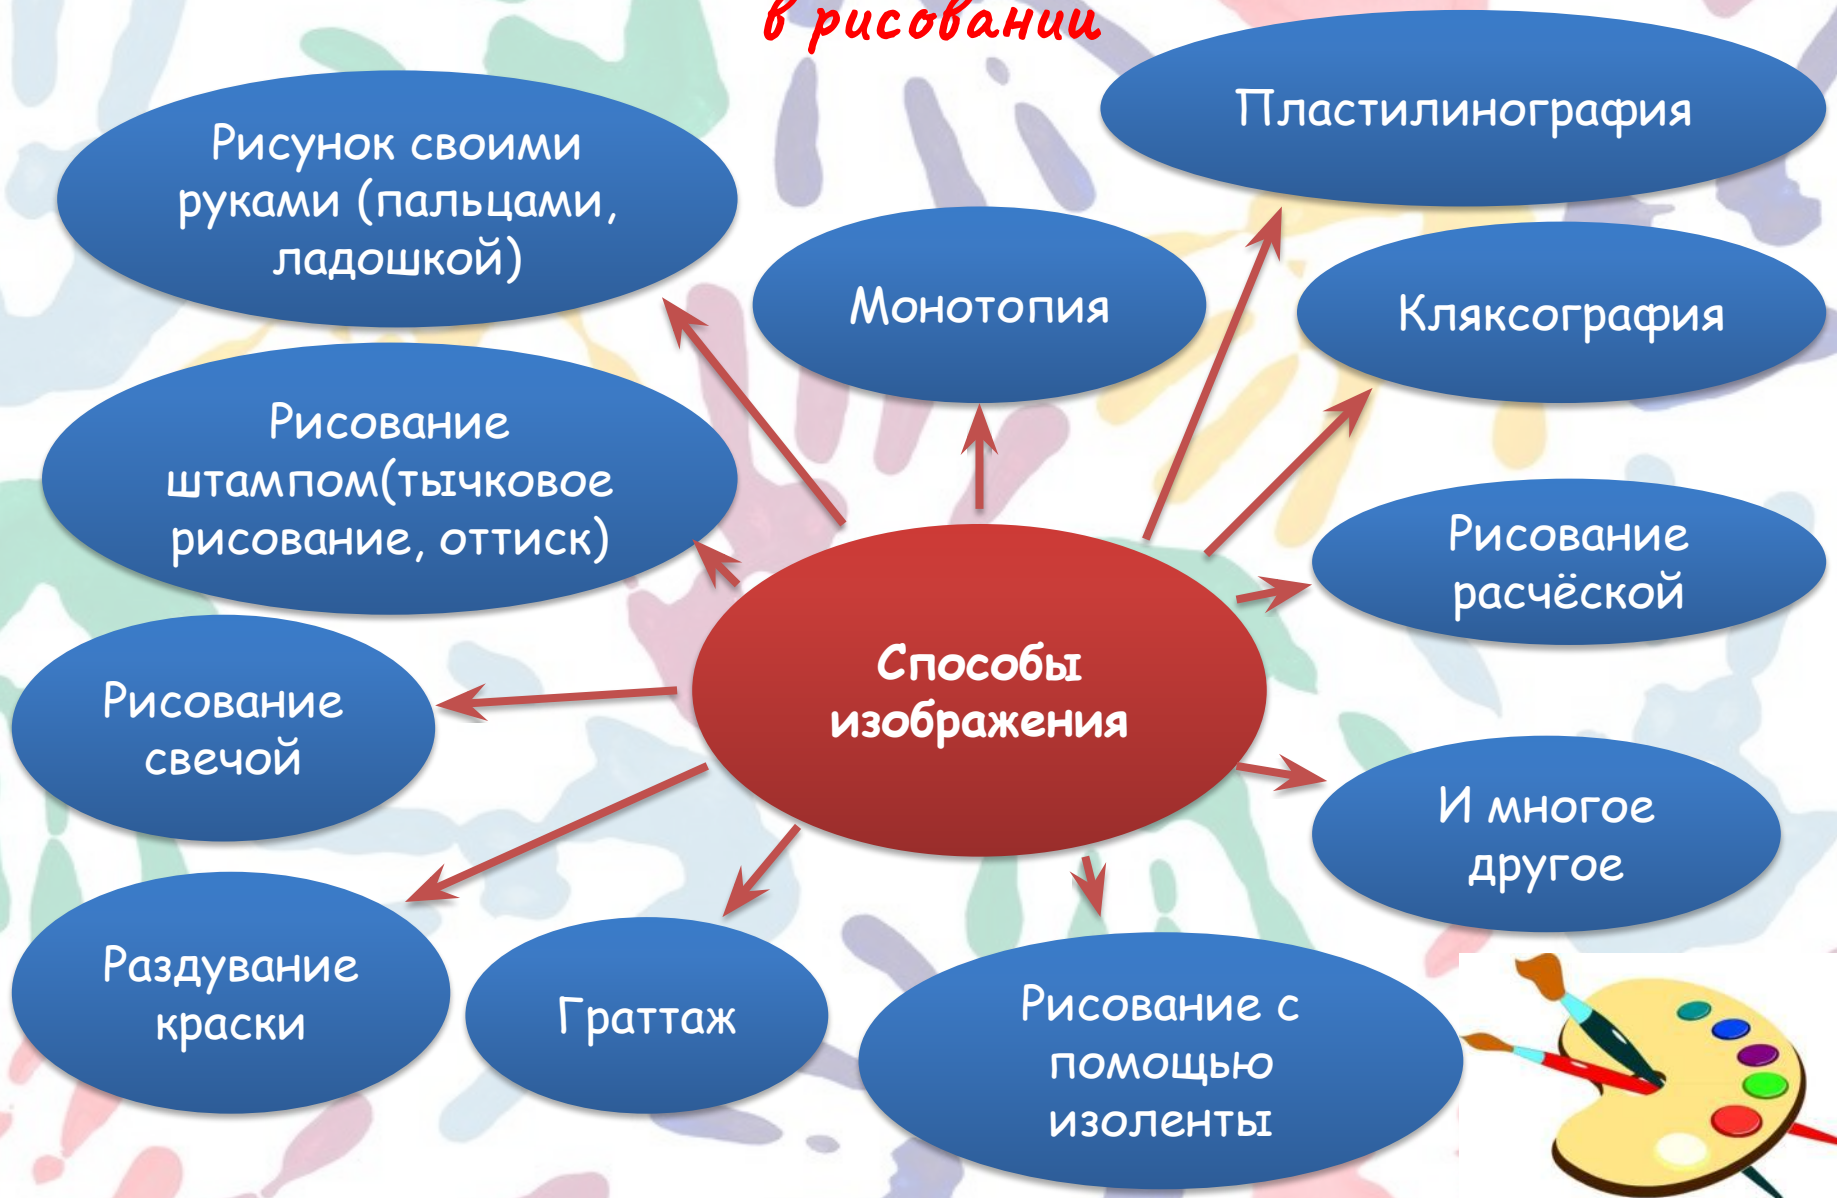 в рисовании
Пластилинография
Рисунок своими
руками (пальцами,
ладошкой)
Монотопия
Кляксография
Рисование
штампом(тычковое
рисование, оттиск)
Рисование
расчёской
Способы
изображения
Рисование
свечой
И многое
другое
Раздувание
краски
Граттаж
Рисование с
помощью
изоленты